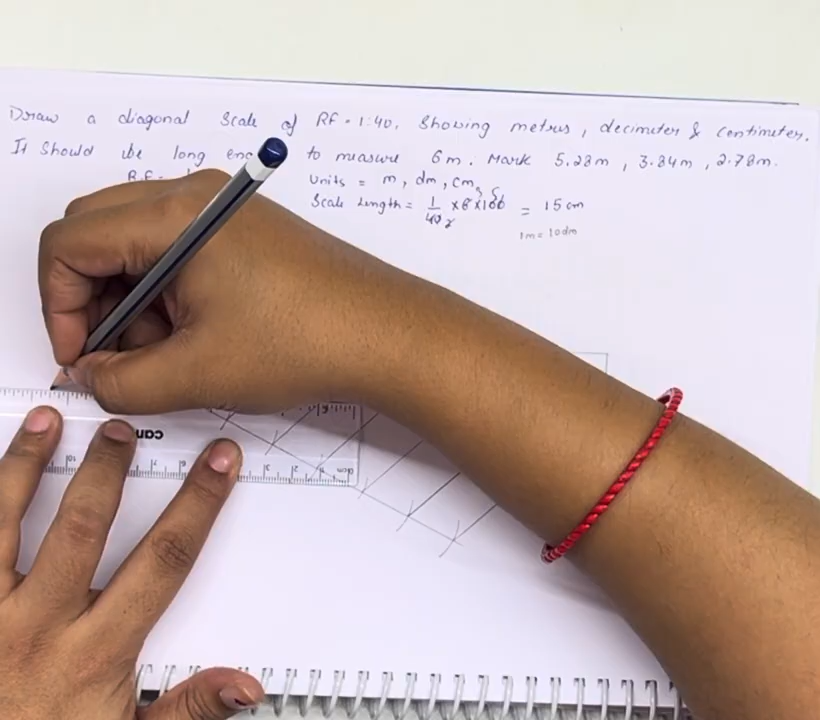 Draw a diagonal Scale of RF = 1:40, Showing metres, decimeter & Centimeter.
It Should be long to measure 6m. Mark 5.28m, 3.84m, 2.78m.
R.F = Units = m, dm, cm
Scale Length = 1/40 x 6 x 100 = 15 cm
1m = 10dm